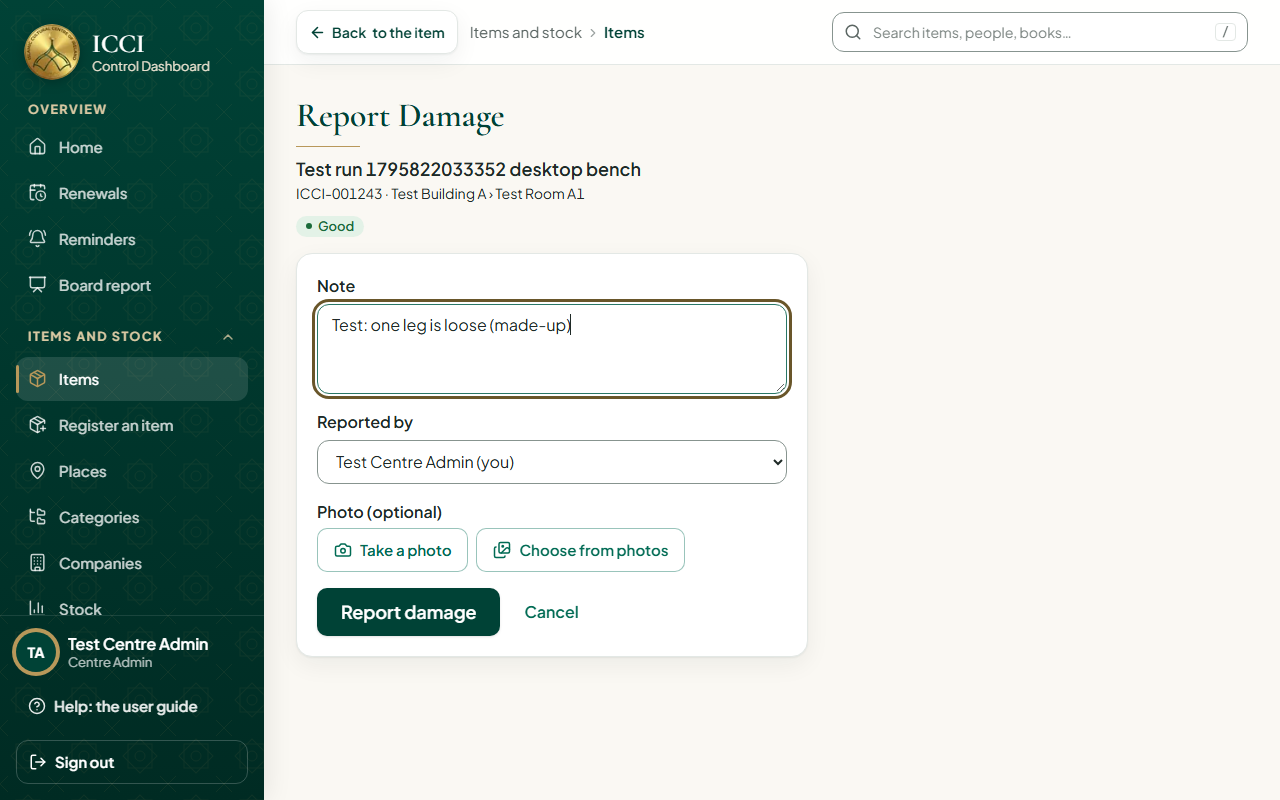 ICCI
Control Dashboard
OVERVIEW
Home
Renewals
Reminders
Board report
ITEMS AND STOCK
Items
Register an item
Places
Categories
Companies
Stock
TA
Test Centre Admin
Centre Admin
Help: the user guide
Sign out
Back to the item
Items and stock › Items
Search items, people, books...
/
Report Damage
Test run 1795822033352 desktop bench
ICCI-001243 · Test Building A › Test Room A1
Good
Note
Test: one leg is loose (made-up)
Reported by
Test Centre Admin (you)
Photo (optional)
Take a photo
Choose from photos
Report damage
Cancel